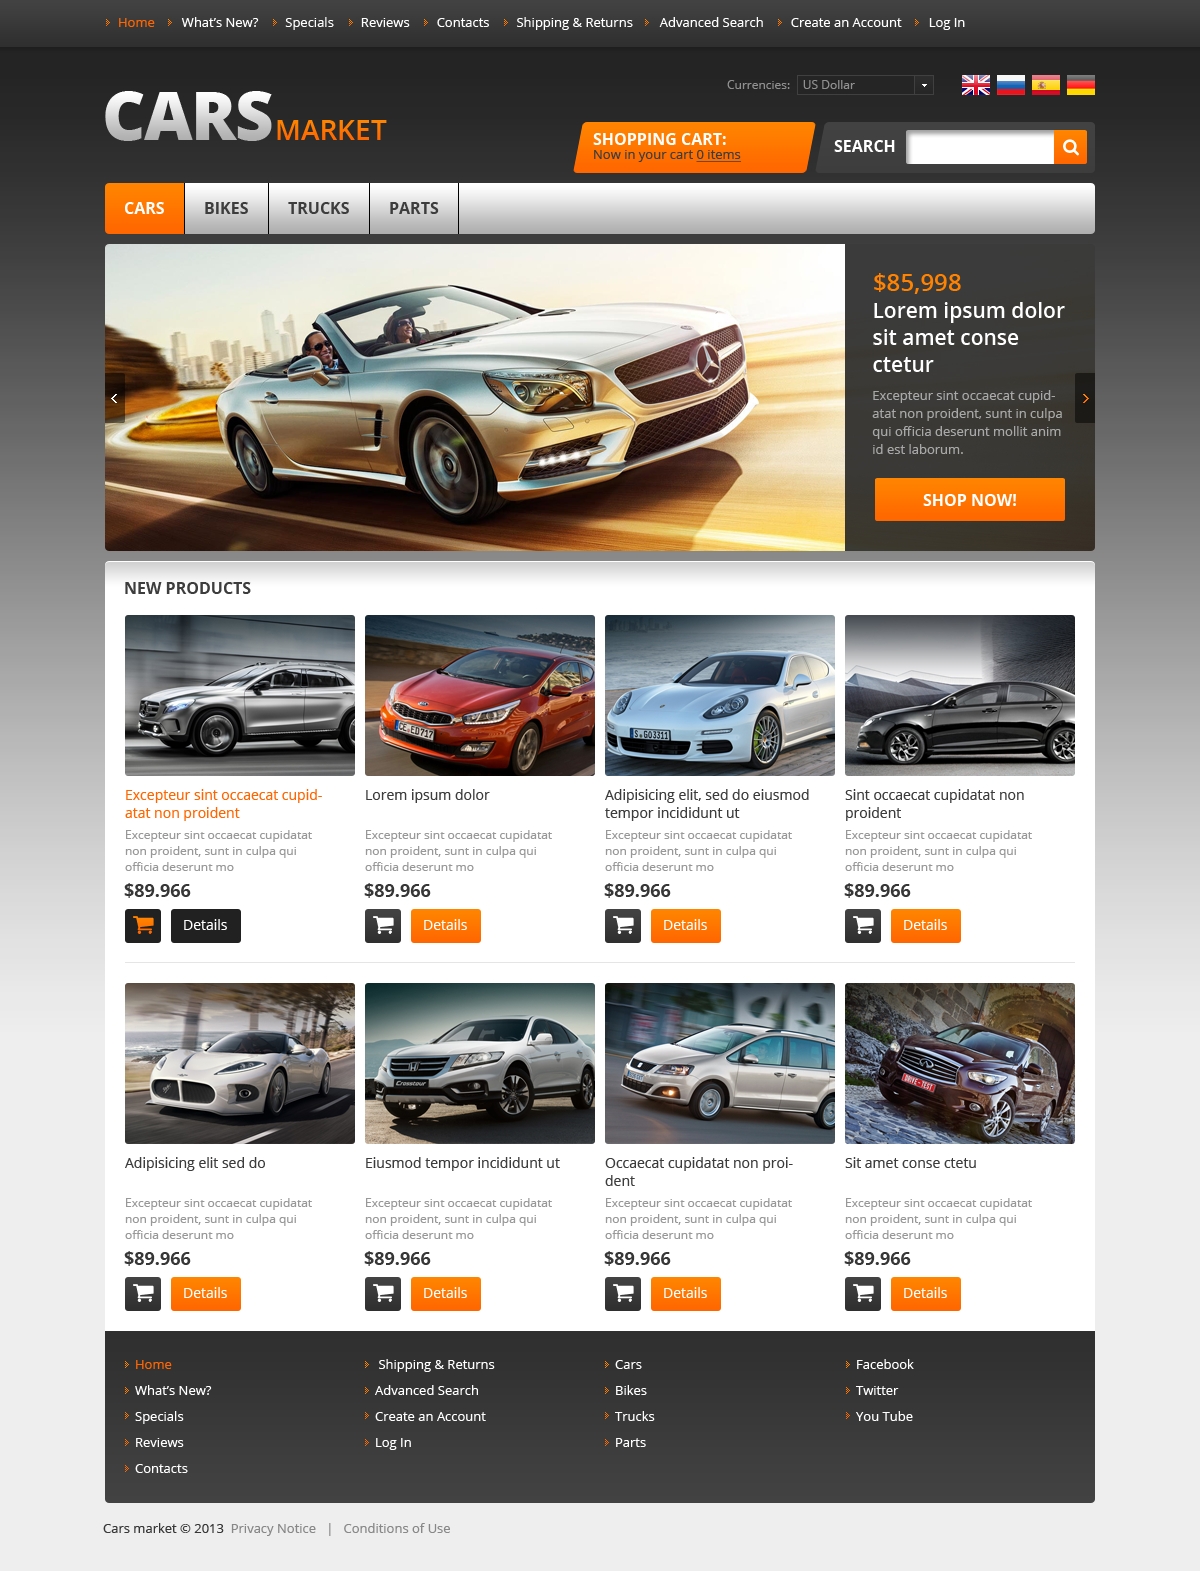 Home What's New? Specials Reviews Contacts Shipping & Returns Advanced Search Create an Account Log In
Currencies: US Dollar
CARS MARKET
SHOPPING CART:
Now in your cart 0 items
SEARCH
CARS BIKES TRUCKS PARTS
$85,998
Lorem ipsum dolor
sit amet conse
ctetur
Excepteur sint occaecat cupid-
atat non proident, sunt in culpa
qui officia deserunt mollit anim
id est laborum.
SHOP NOW!
NEW PRODUCTS
CE ED717
S GO3311
Excepteur sint occaecat cupid-
atat non proident
Excepteur sint occaecat cupidatat
non proident, sunt in culpa qui
officia deserunt mo
$89.966
Details
Lorem ipsum dolor
Excepteur sint occaecat cupidatat
non proident, sunt in culpa qui
officia deserunt mo
$89.966
Details
Adipisicing elit, sed do eiusmod
tempor incididunt ut
Excepteur sint occaecat cupidatat
non proident, sunt in culpa qui
officia deserunt mo
$89.966
Details
Sint occaecat cupidatat non
proident
Excepteur sint occaecat cupidatat
non proident, sunt in culpa qui
officia deserunt mo
$89.966
Details
Crosstour
DRIVE-TEST
Adipisicing elit sed do
Excepteur sint occaecat cupidatat
non proident, sunt in culpa qui
officia deserunt mo
$89.966
Details
Eiusmod tempor incididunt ut
Excepteur sint occaecat cupidatat
non proident, sunt in culpa qui
officia deserunt mo
$89.966
Details
Occaecat cupidatat non proi-
dent
Excepteur sint occaecat cupidatat
non proident, sunt in culpa qui
officia deserunt mo
$89.966
Details
Sit amet conse ctetu
Excepteur sint occaecat cupidatat
non proident, sunt in culpa qui
officia deserunt mo
$89.966
Details
Home
What's New?
Specials
Reviews
Contacts
Shipping & Returns
Advanced Search
Create an Account
Log In
Cars
Bikes
Trucks
Parts
Facebook
Twitter
You Tube
Cars market © 2013 Privacy Notice | Conditions of Use